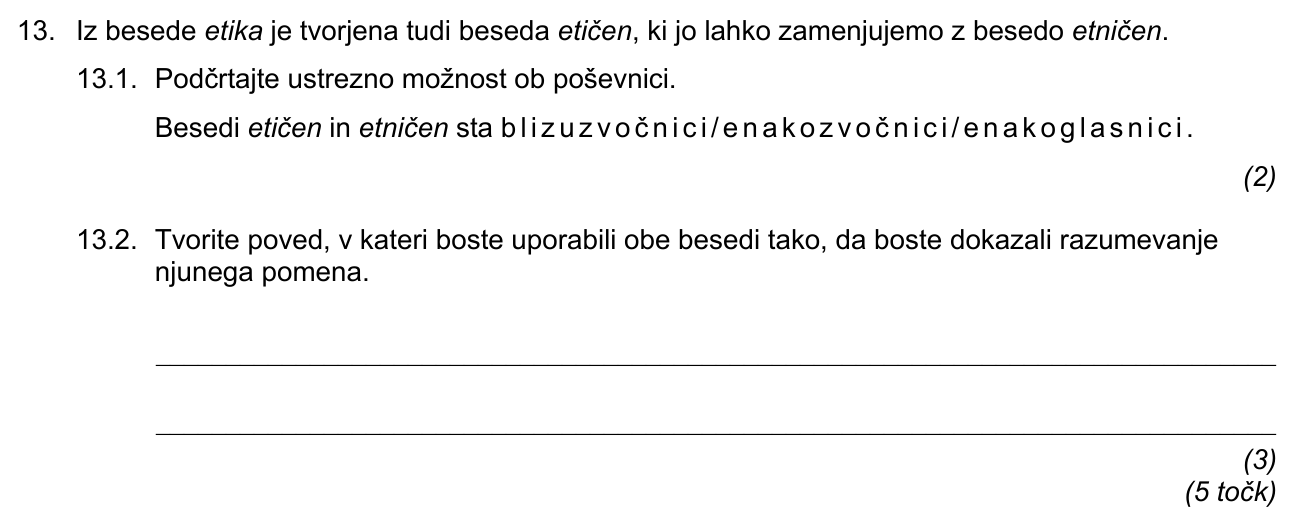 13. Iz besede etika je tvorjena tudi beseda etičen, ki jo lahko zamenjujemo z besedo etničen.
13.1. Podčrtajte ustrezno možnost ob poševnici.
Besedi etičen in etničen sta blizuzvočnici/enakozvočnici/enakoglasnici.
(2)
13.2. Tvorite poved, v kateri boste uporabili obe besedi tako, da boste dokazali razumevanje
njunega pomena.
(3)
(5 točk)